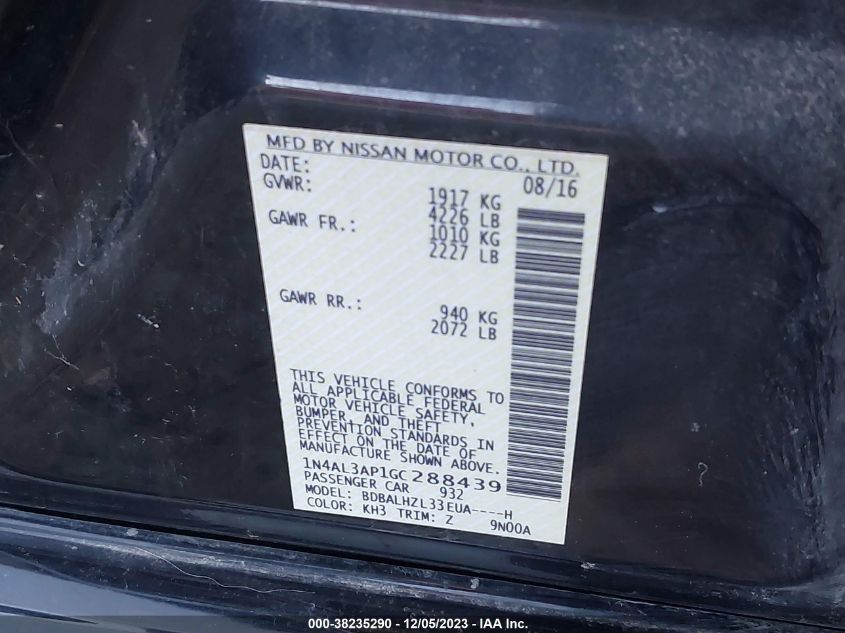 MFD BY NISSAN MOTOR CO., LTD.
DATE: 08/16
GVWR: 1917 KG
4226 LB
GAWR FR.: 1010 KG
2227 LB
GAWR RR.: 940 KG
2072 LB
THIS VEHICLE CONFORMS TO
ALL APPLICABLE FEDERAL
MOTOR VEHICLE SAFETY,
BUMPER, AND THEFT
PREVENTION STANDARDS IN
EFFECT ON THE DATE OF
MANUFACTURE SHOWN ABOVE.
1N4AL3AP1GC288439
PASSENGER CAR 932
MODEL: BDBALHZL33EUA----H
COLOR: KH3 TRIM: Z 9N00A
000-38235290 - 12/05/2023 - IAA Inc.